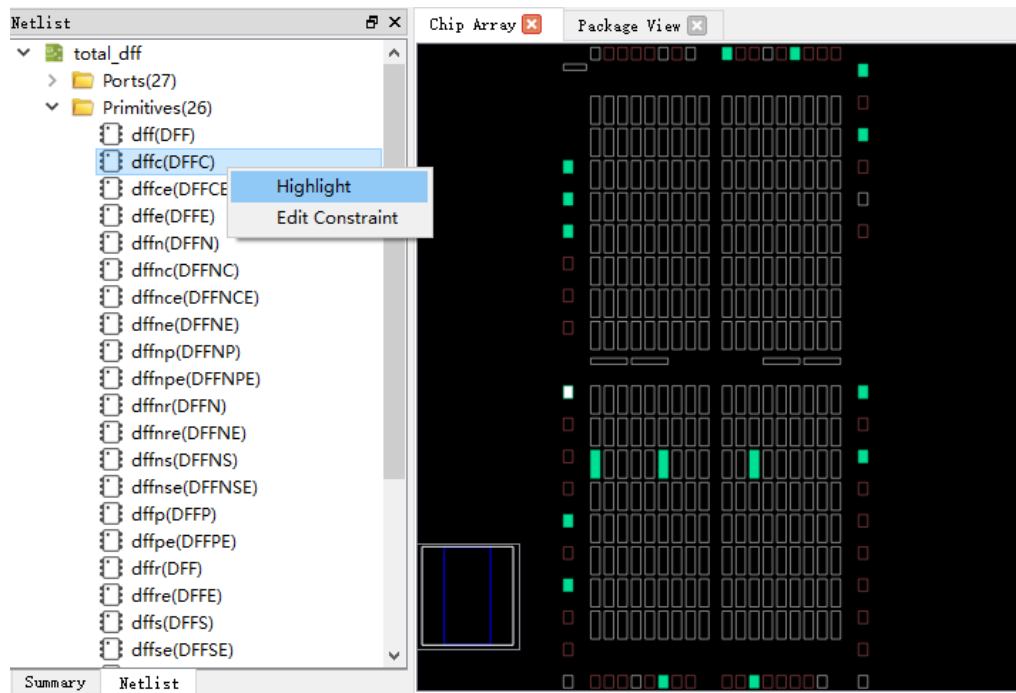 Netlist
Chip Array
Package View
total_dff
Ports(27)
Primitives(26)
dff(DFF)
dffc(DFFC)
Highlight
dffce(DFFCE
Edit Constraint
dffe(DFFE)
dffn(DFFN)
dffnc(DFFNC)
dffnce(DFFNCE)
dffne(DFFNE)
dffnp(DFFNP)
dffnpe(DFFNPE)
dffnr(DFFN)
dffnre(DFFNE)
dffns(DFFNS)
dffnse(DFFNSE)
dffp(DFFP)
dffpe(DFFPE)
dffr(DFF)
dffre(DFFE)
dffs(DFFS)
dffse(DFFSE)
Summary
Netlist